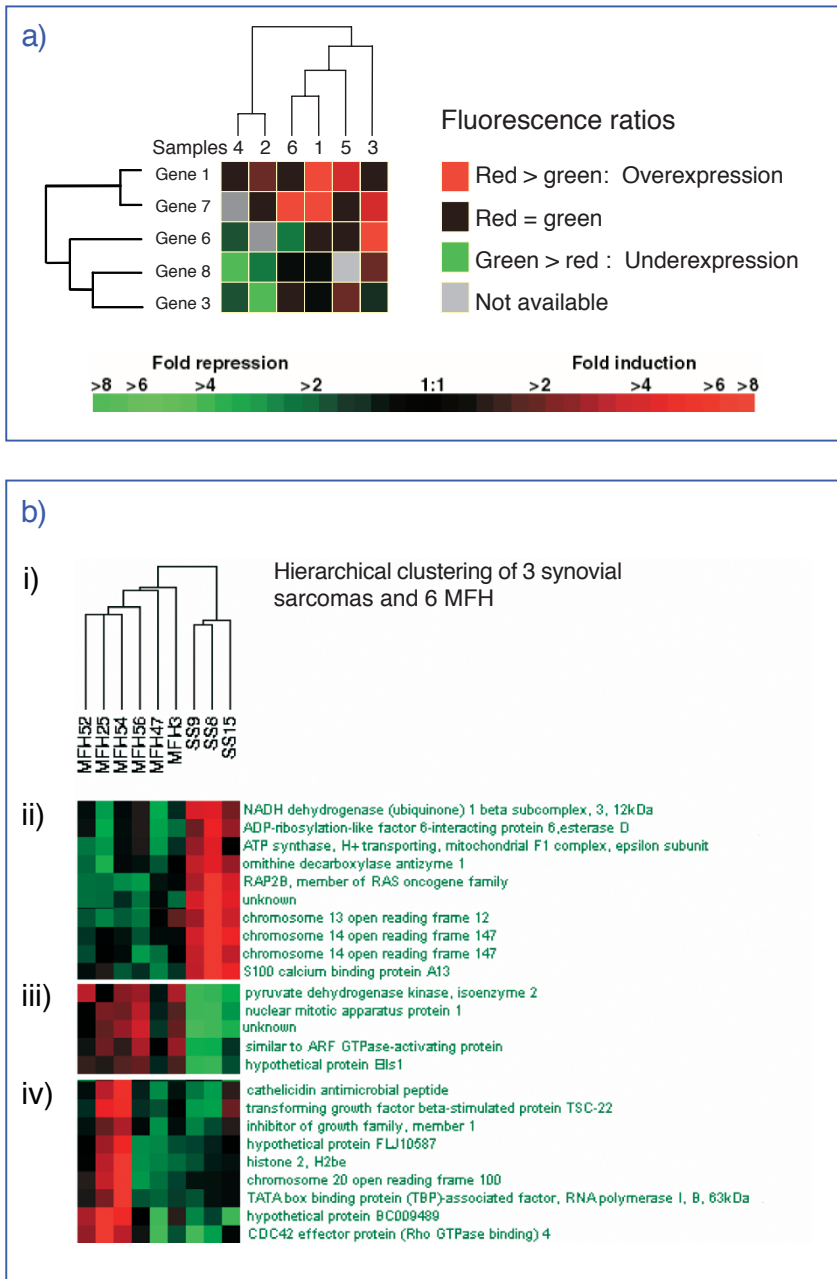 a)
Samples 4 2 6 1 5 3
Gene 1
Gene 7
Gene 6
Gene 8
Gene 3
Fluorescence ratios
Red > green: Overexpression
Red = green
Green > red : Underexpression
Not available
Fold repression Fold induction
>8 >6 >4 >2 1:1 >2 >4 >6 >8
b)
i)
Hierarchical clustering of 3 synovial
sarcomas and 6 MFH
MFH52
MFH25
MFH54
MFH56
MFH47
MFH3
SS9
SS8
SS15
ii)
NADH dehydrogenase (ubiquinone) 1 beta subcomplex, 3, 12kDa
ADP-ribosylation-like factor 6-interacting protein 6,esterase D
ATP synthase, H+ transporting, mitochondrial F1 complex, epsilon subunit
ornithine decarboxylase antizyme 1
RAP2B, member of RAS oncogene family
unknown
chromosome 13 open reading frame 12
chromosome 14 open reading frame 147
chromosome 14 open reading frame 147
S100 calcium binding protein A13
iii)
pyruvate dehydrogenase kinase, isoenzyme 2
nuclear mitotic apparatus protein 1
unknown
similar to ARF GTPase-activating protein
hypothetical protein Ells1
iv)
cathelicidin antimicrobial peptide
transforming growth factor beta-stimulated protein TSC-22
inhibitor of growth family, member 1
hypothetical protein FLJ10587
histone 2, H2be
chromosome 20 open reading frame 100
TATA box binding protein (TBP)-associated factor, RNA polymerase I, B, 63kDa
hypothetical protein BC009489
CDC42 effector protein (Rho GTPase binding) 4